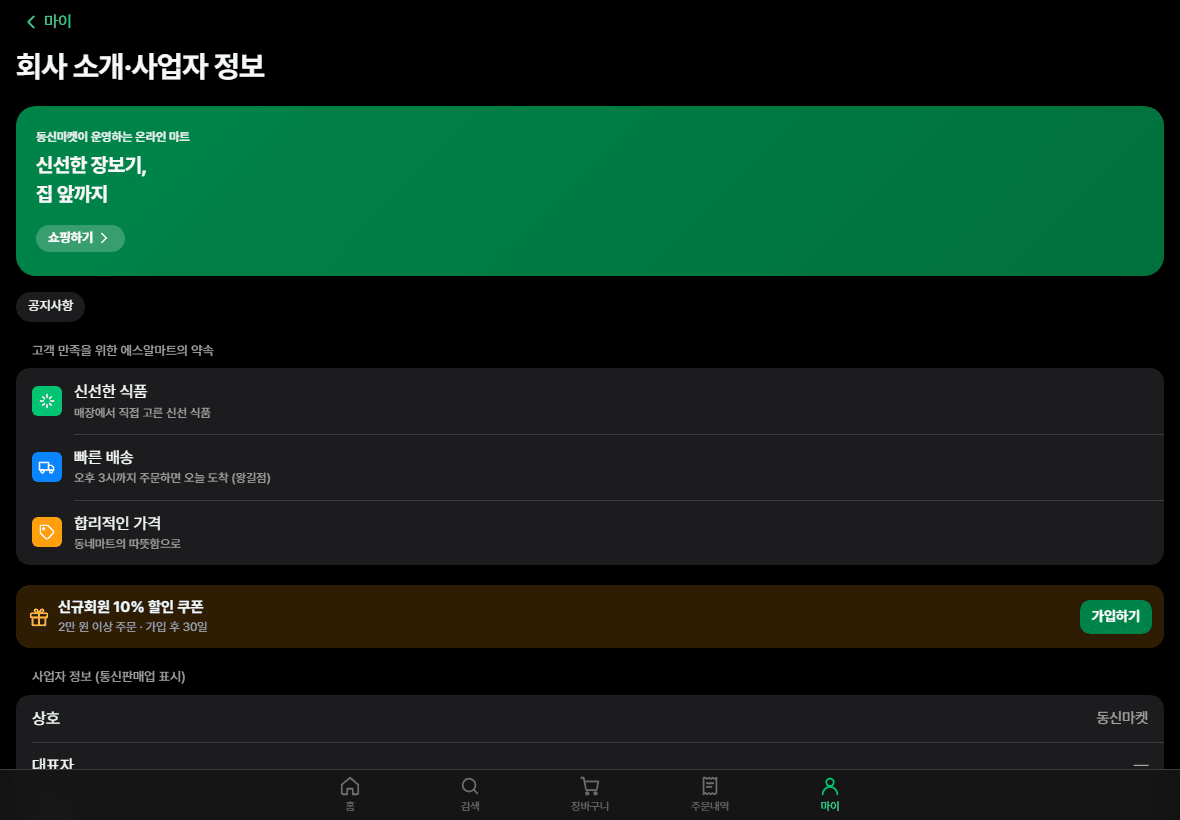 마이
회사 소개·사업자 정보
동신마켓이 운영하는 온라인 마트
신선한 장보기,
집 앞까지
쇼핑하기
공지사항
고객 만족을 위한 에스알마트의 약속
신선한 식품
매장에서 직접 고른 신선 식품
빠른 배송
오후 3시까지 주문하면 오늘 도착 (왕길점)
합리적인 가격
동네마트의 따뜻함으로
신규회원 10% 할인 쿠폰
2만 원 이상 주문 · 가입 후 30일
가입하기
사업자 정보 (통신판매업 표시)
상호 동신마켓
대표자 —
홈 검색 장바구니 주문내역 마이